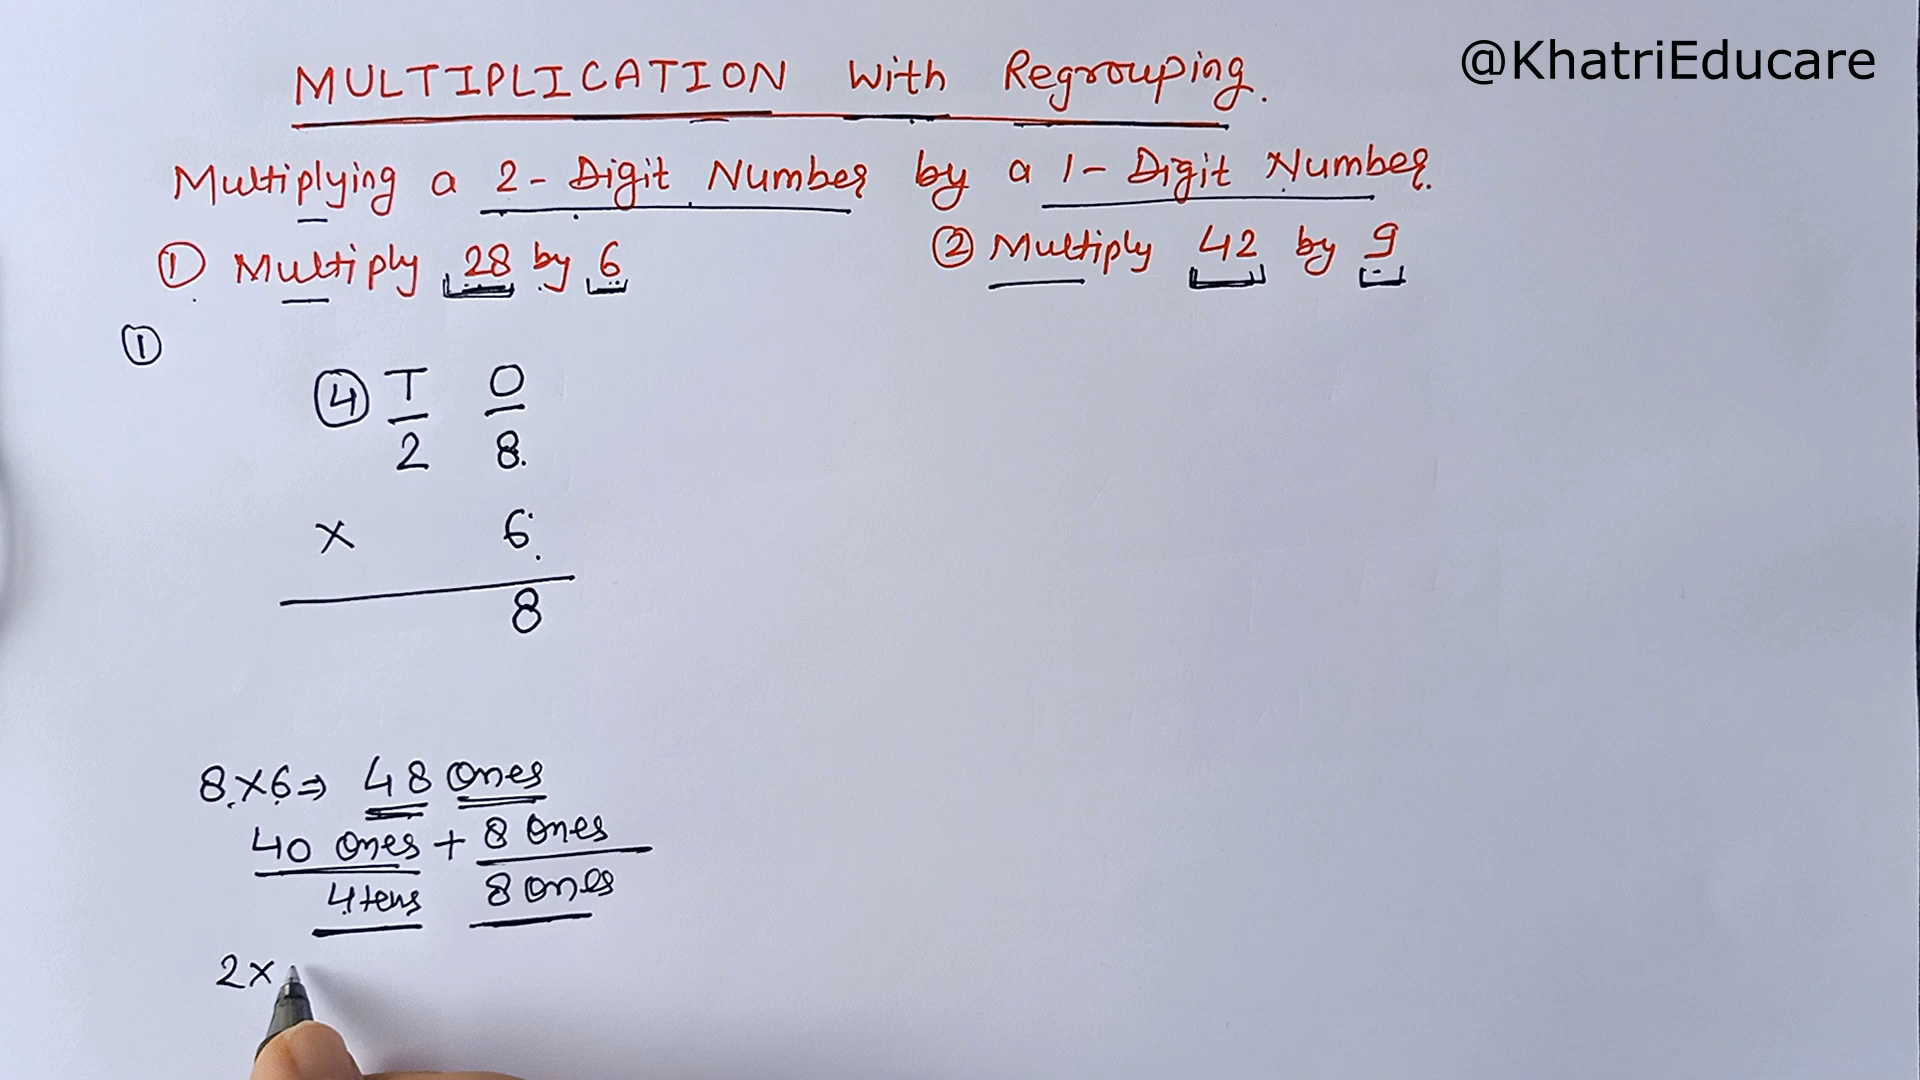 @KhatriEducare
MULTIPLICATION With Regrouping.
Multiplying a 2-Digit Number by a 1-Digit Number.
① Multiply 28 by 6
② Multiply 42 by 9
①
④ T O
2 8
× 6
8
8×6⇒ 48 Ones
40 Ones + 8 Ones
4 tens 8 Ones
2×